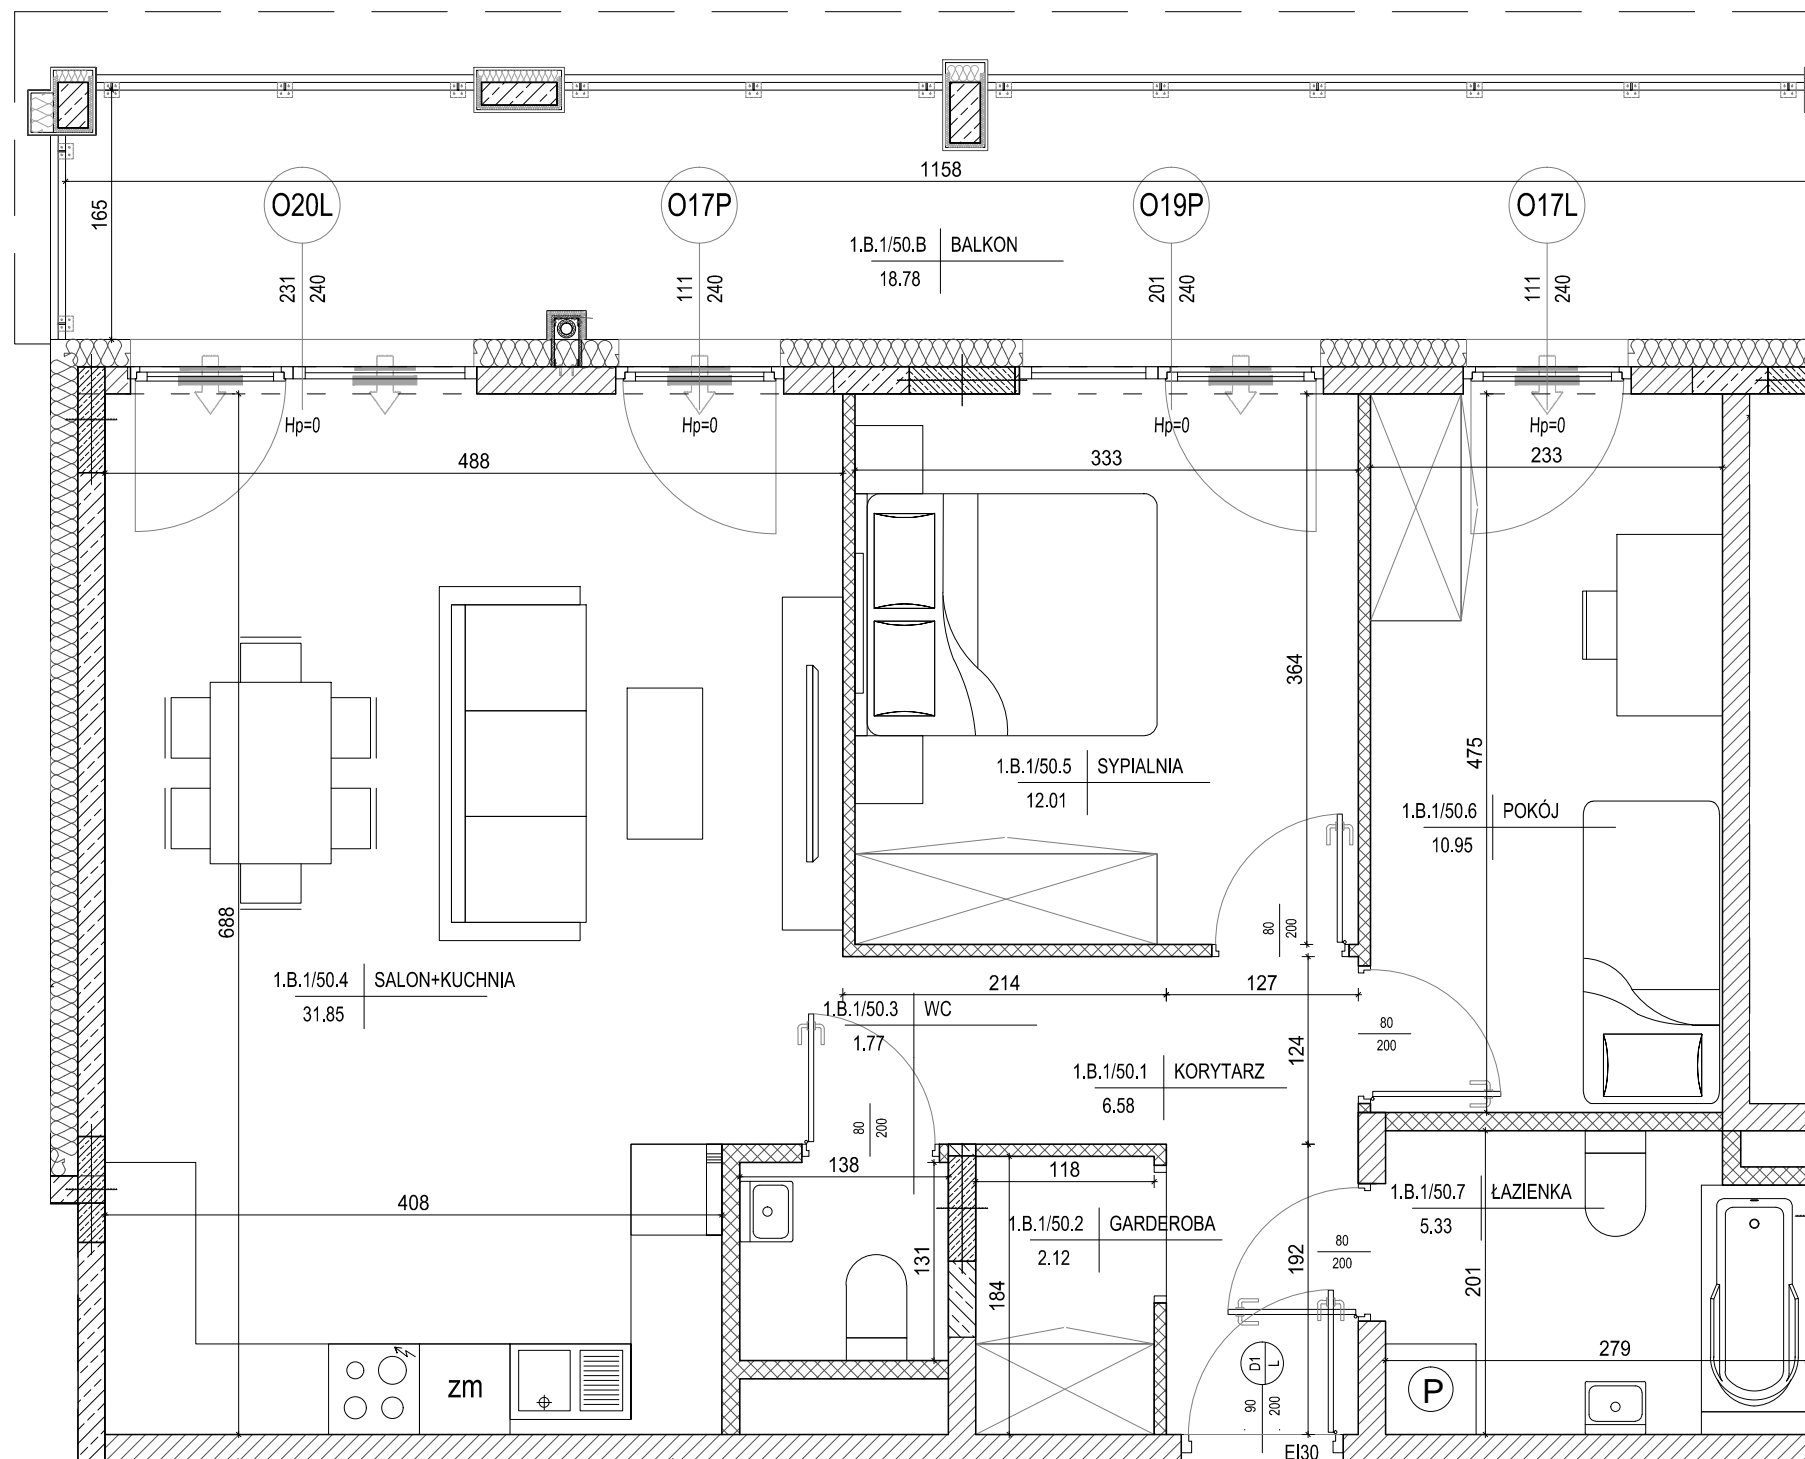 1158
165
O20L
O17P
O19P
O17L
1.B.1/50.B BALKON
18.78
231
240
111
240
201
240
111
240
Hp=0
Hp=0
Hp=0
Hp=0
488
333
233
364
475
1.B.1/50.5 SYPIALNIA
12.01
1.B.1/50.6 POKÓJ
10.95
688
80
200
1.B.1/50.4 SALON+KUCHNIA
31.85
214
127
1.B.1/50.3 WC
1.77
80
200
124
1.B.1/50.1 KORYTARZ
6.58
80
200
138
118
408
1.B.1/50.7 ŁAZIENKA
5.33
1.B.1/50.2 GARDEROBA
2.12
80
200
131
184
192
201
279
zm
D1
L
90
200
P
EI30